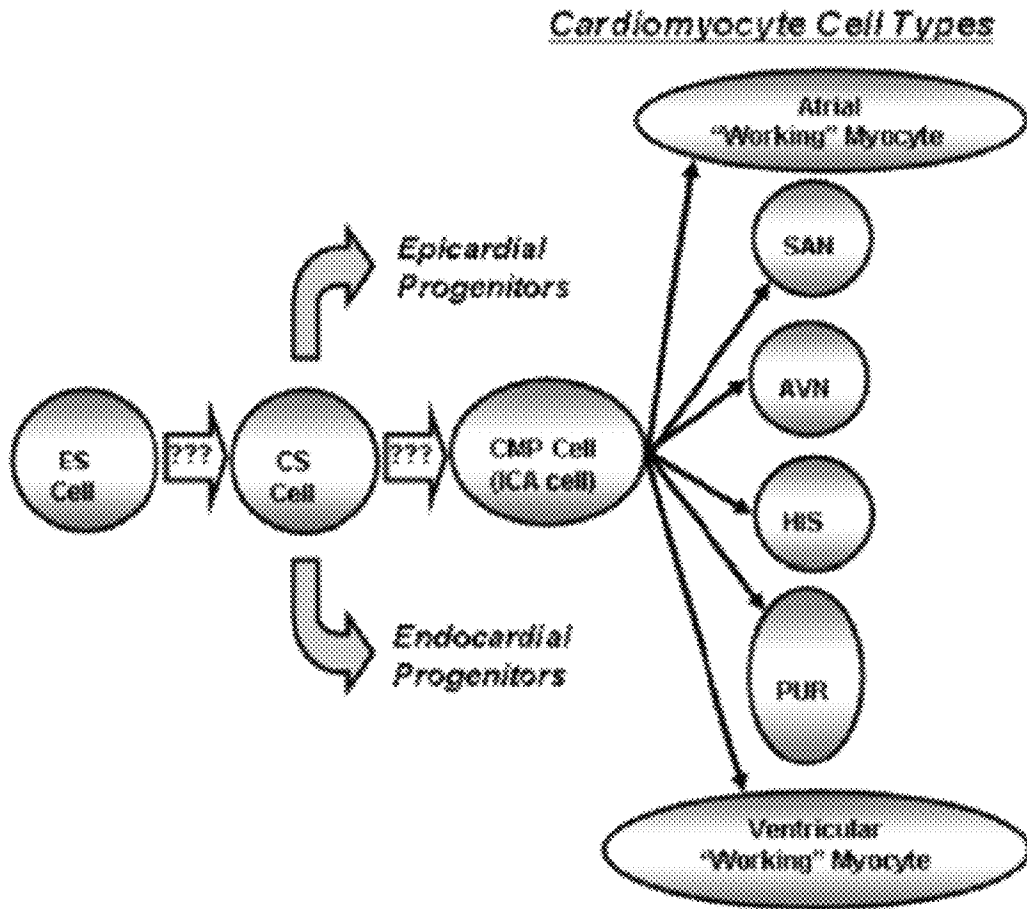 Cardiomyocyte Cell Types
Atrial
"Working" Myocyte
SAN
Epicardial
Progenitors
AVN
ES
Cell
???
CS
Cell
???
CMP Cell
(ICA cell)
HIS
Endocardial
Progenitors
PUR
Ventricular
"Working" Myocyte